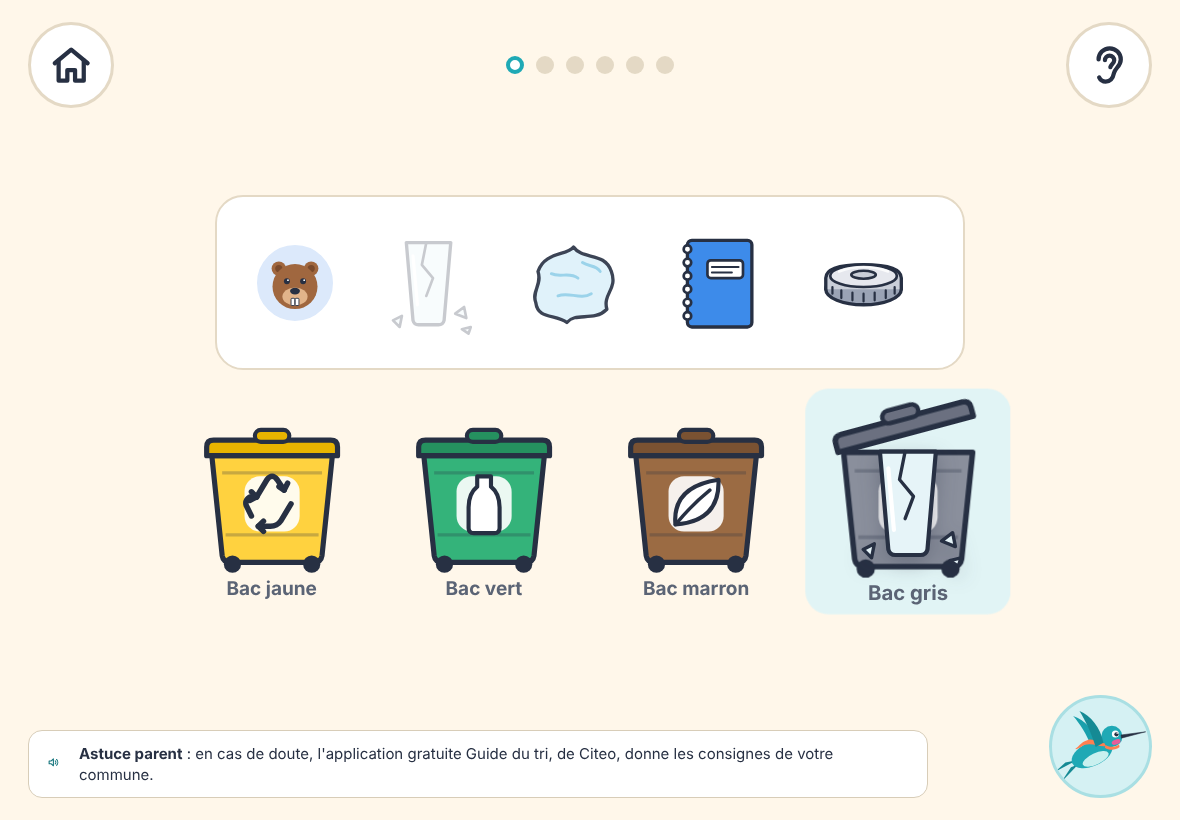 Bac jaune
Bac vert
Bac marron
Bac gris
Astuce parent : en cas de doute, l'application gratuite Guide du tri, de Citeo, donne les consignes de votre
commune.